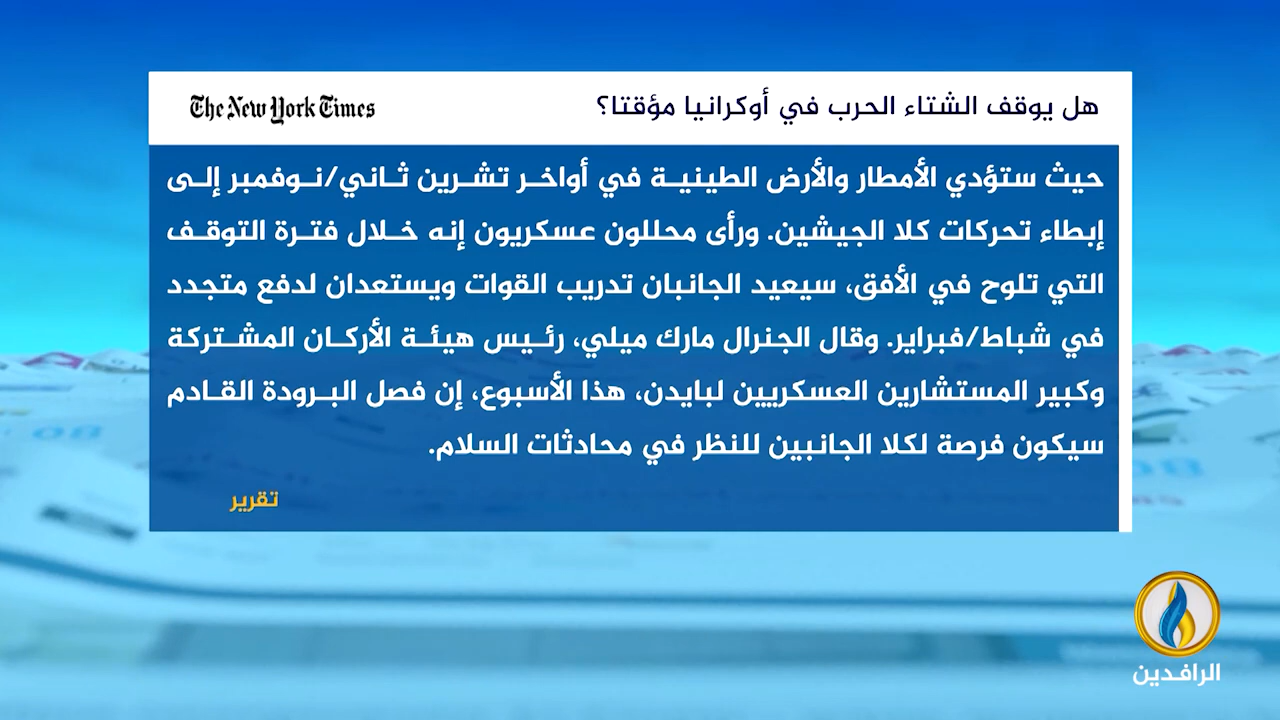 هل يوقف الشتاء الحرب في أوكرانيا مؤقتا؟
The New York Times
حيث ستؤدي الأمطار والأرض الطينية في أواخر تشرين ثاني/نوفمبر إلى
إبطاء تحركات كلا الجيشين. ورأى محللون عسكريون إنه خلال فترة التوقف
التي تلوح في الأفق، سيعيد الجانبان تدريب القوات ويستعدان لدفع متجدد
في شباط/فبراير. وقال الجنرال مارك ميلي، رئيس هيئة الأركان المشتركة
وكبير المستشارين العسكريين لبايدن، هذا الأسبوع، إن فصل البرودة القادم
سيكون فرصة لكلا الجانبين للنظر في محادثات السلام.
تقرير
08
08
الرافدين